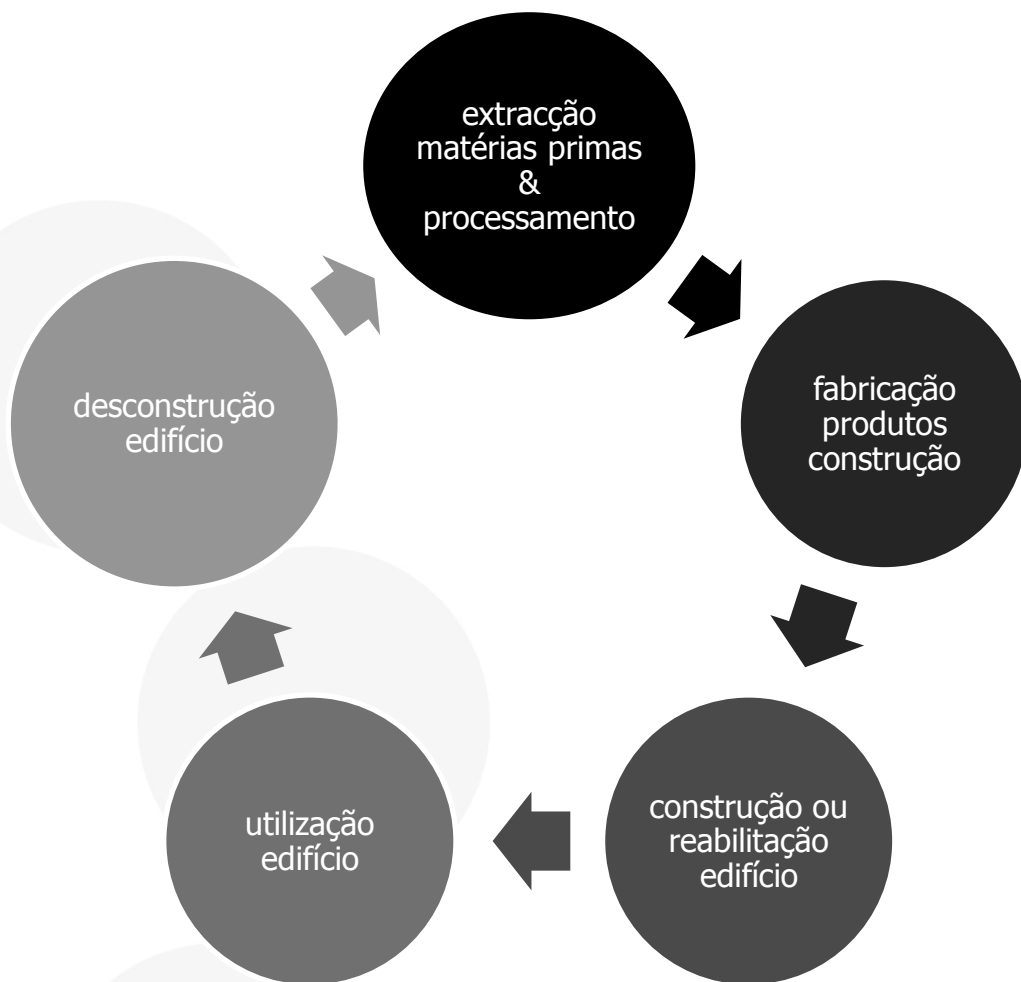 extracção
matérias primas
&
processamento
fabricação
produtos
construção
construção ou
reabilitação
edifício
utilização
edifício
desconstrução
edifício